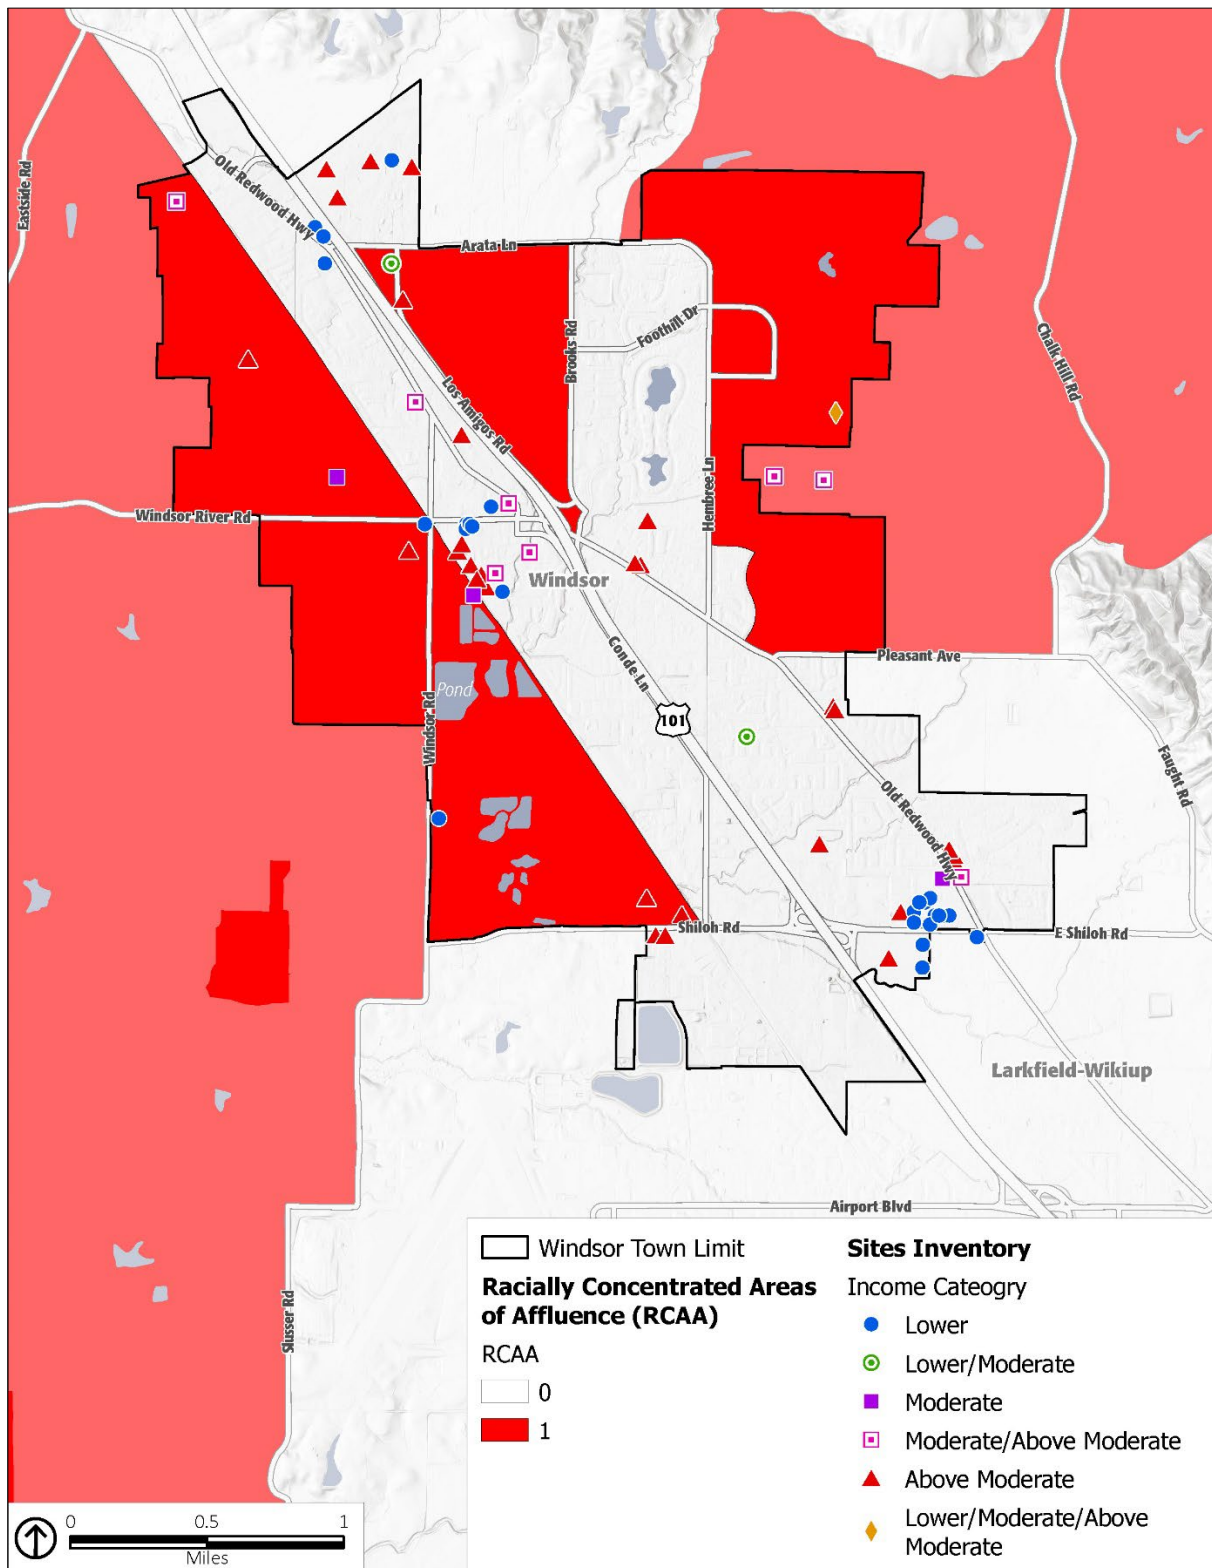 Eastside Rd
Old Redwood Hwy
Arata Ln
Brooks Rd
Foothill Dr
Chalk Hill Rd
Los Amigos Rd
Hembree Ln
Windsor River Rd
Windsor
Conde Ln
Pleasant Ave
Pond
Windsor Rd
101
Faught Rd
Old Redwood Hwy
Shiloh Rd
E Shiloh Rd
Larkfield-Wikiup
Airport Blvd
Slusser Rd
Windsor Town Limit
Racially Concentrated Areas
of Affluence (RCAA)
RCAA
0
1
Sites Inventory
Income Cateogry
Lower
Lower/Moderate
Moderate
Moderate/Above Moderate
Above Moderate
Lower/Moderate/Above
Moderate
0 0.5 1
Miles